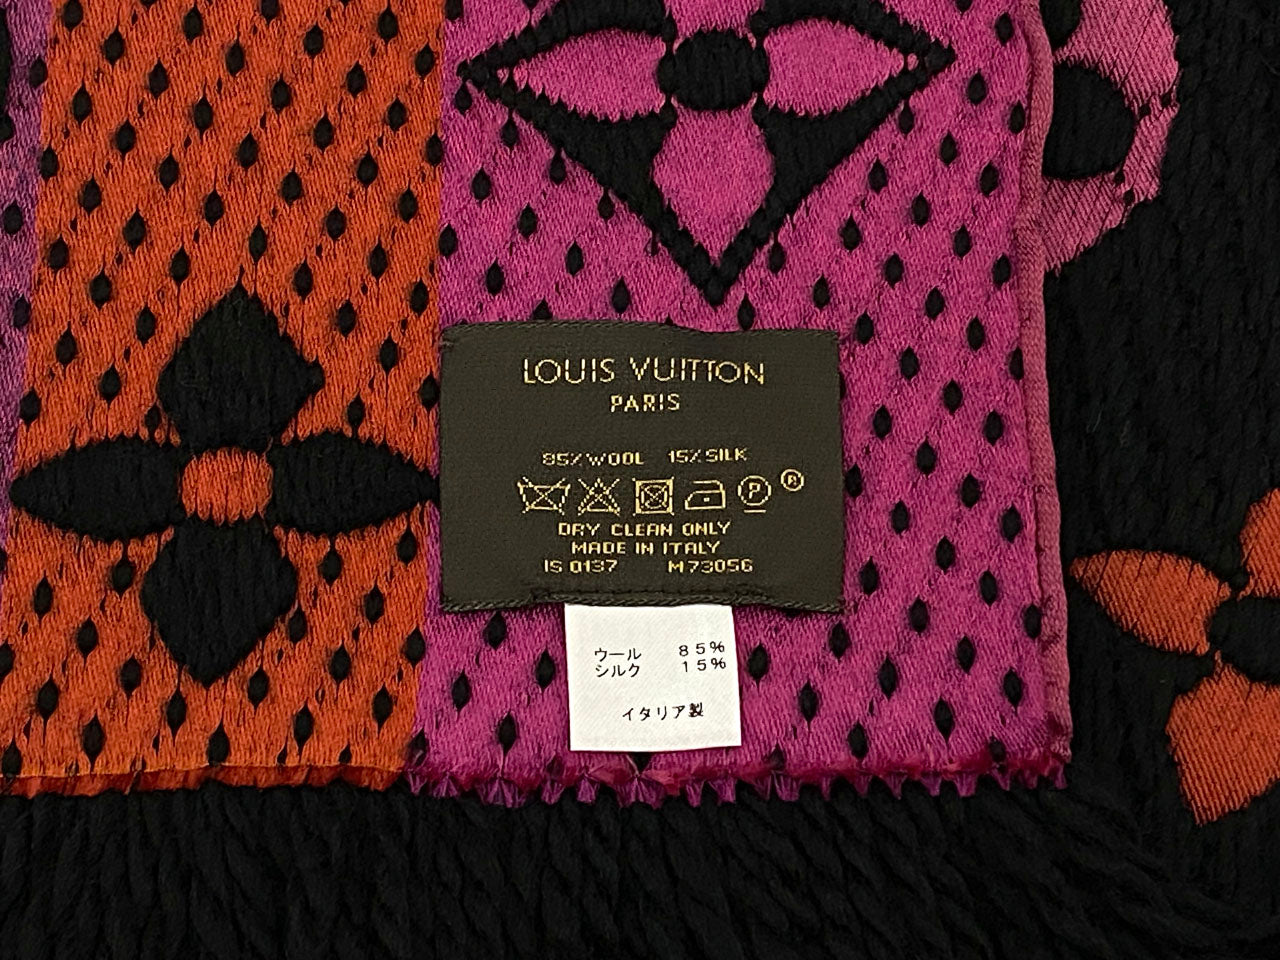 LOUIS VUITTON
PARIS
85% WOOL 15% SILK
P ®
DRY CLEAN ONLY
MADE IN ITALY
IS 0137 M73056
ウール 85%
シルク 15%
イタリア製